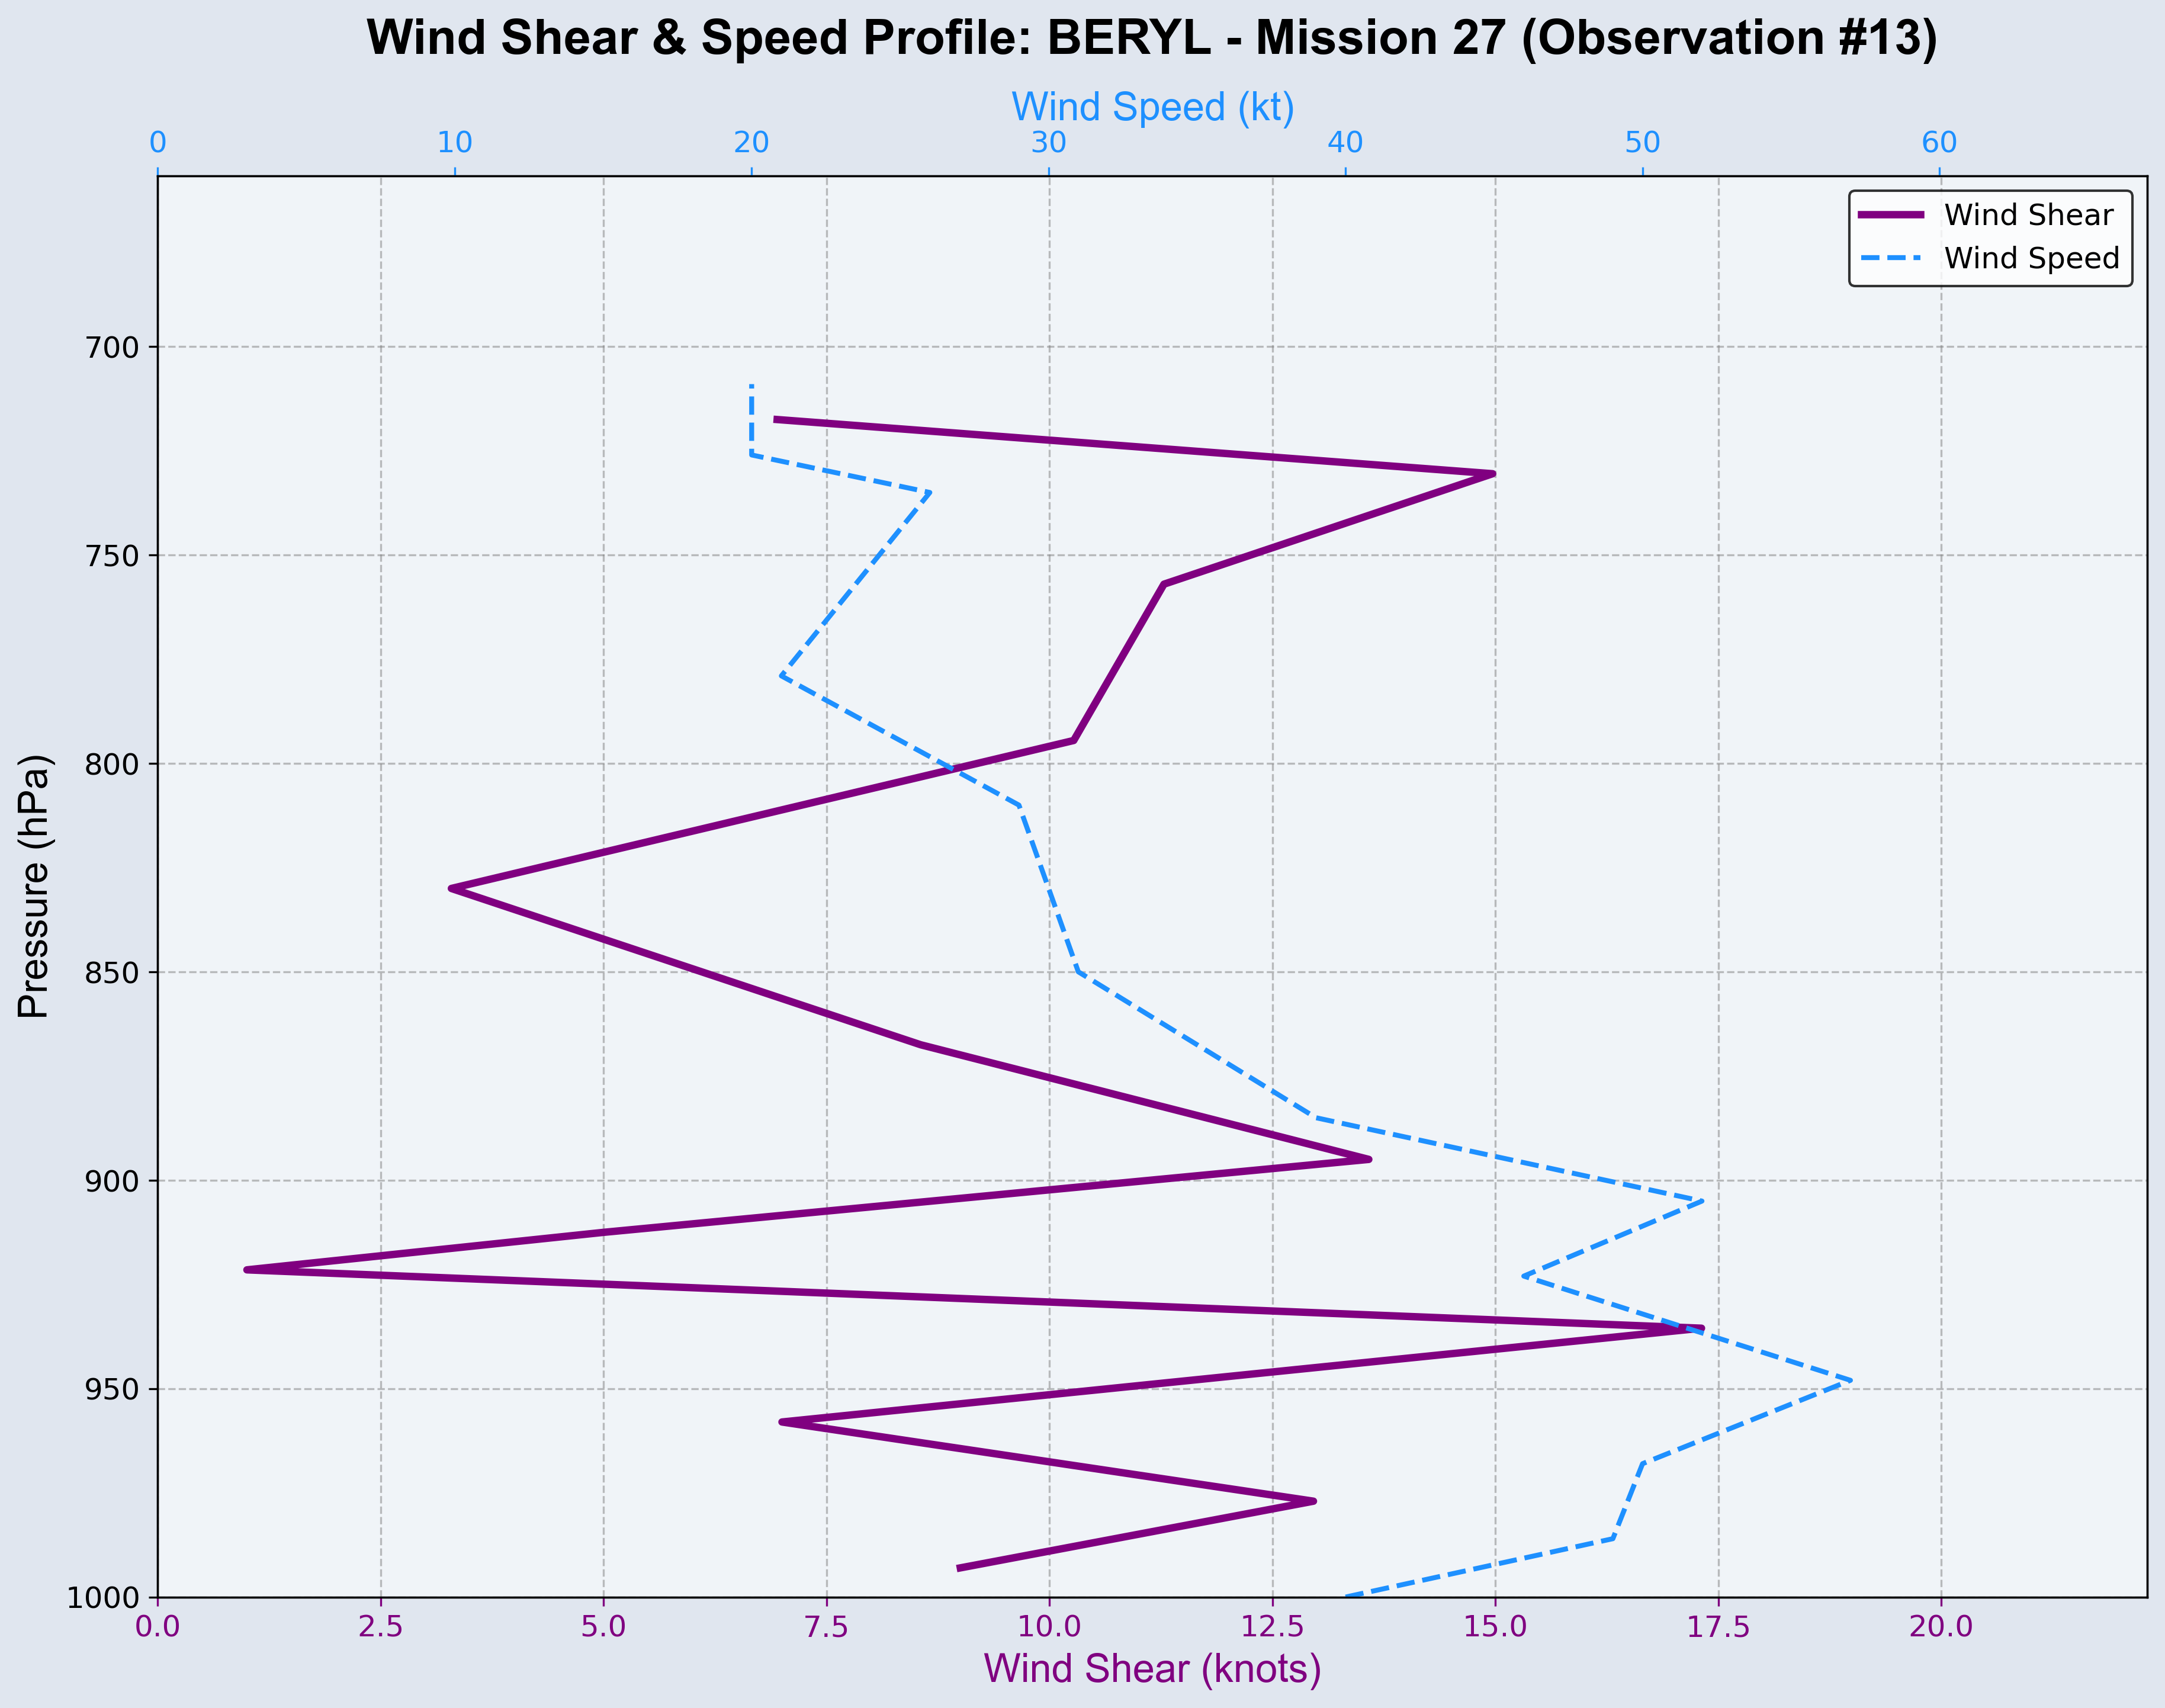 Wind Shear & Speed Profile: BERYL - Mission 27 (Observation #13)
Wind Speed (kt)
0 10 20 30 40 50 60
Wind Shear
Wind Speed
700
750
800
850
900
950
1000
Pressure (hPa)
0.0 2.5 5.0 7.5 10.0 12.5 15.0 17.5 20.0
Wind Shear (knots)